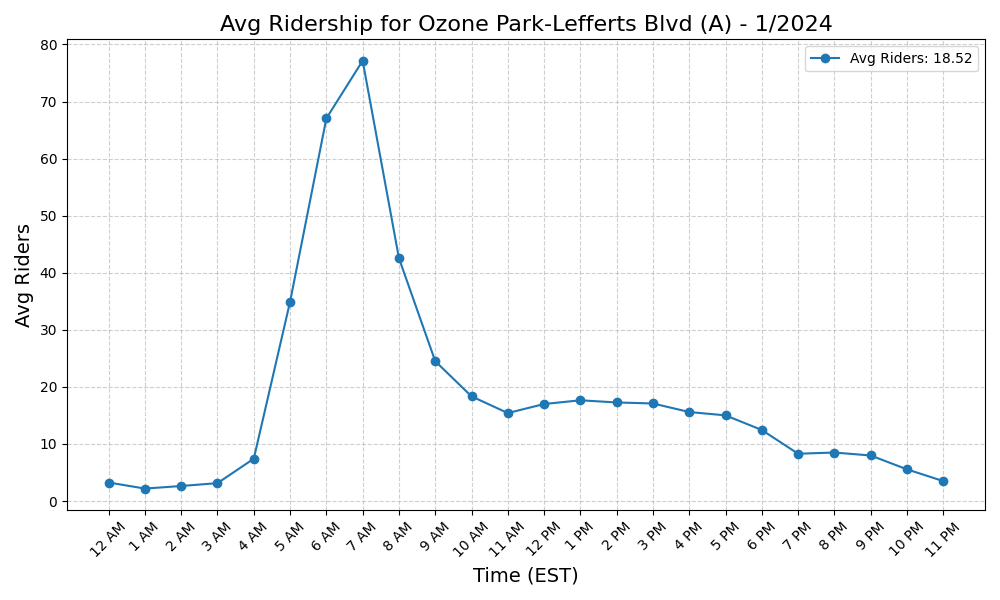 Avg Ridership for Ozone Park-Lefferts Blvd (A) - 1/2024
Avg Riders: 18.52
Avg Riders
80
70
60
50
40
30
20
10
0
12 AM
1 AM
2 AM
3 AM
4 AM
5 AM
6 AM
7 AM
8 AM
9 AM
10 AM
11 AM
12 PM
1 PM
2 PM
3 PM
4 PM
5 PM
6 PM
7 PM
8 PM
9 PM
10 PM
11 PM
Time (EST)